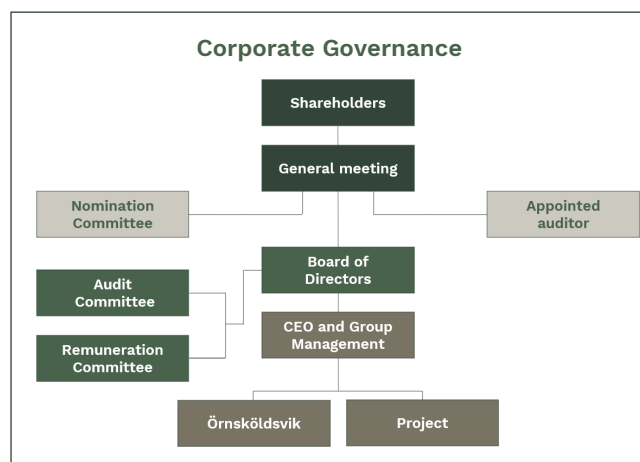 Corporate Governance
Shareholders
General meeting
Nomination
Committee
Appointed
auditor
Board of
Directors
Audit
Committee
CEO and Group
Management
Remuneration
Committee
Örnsköldsvik
Project